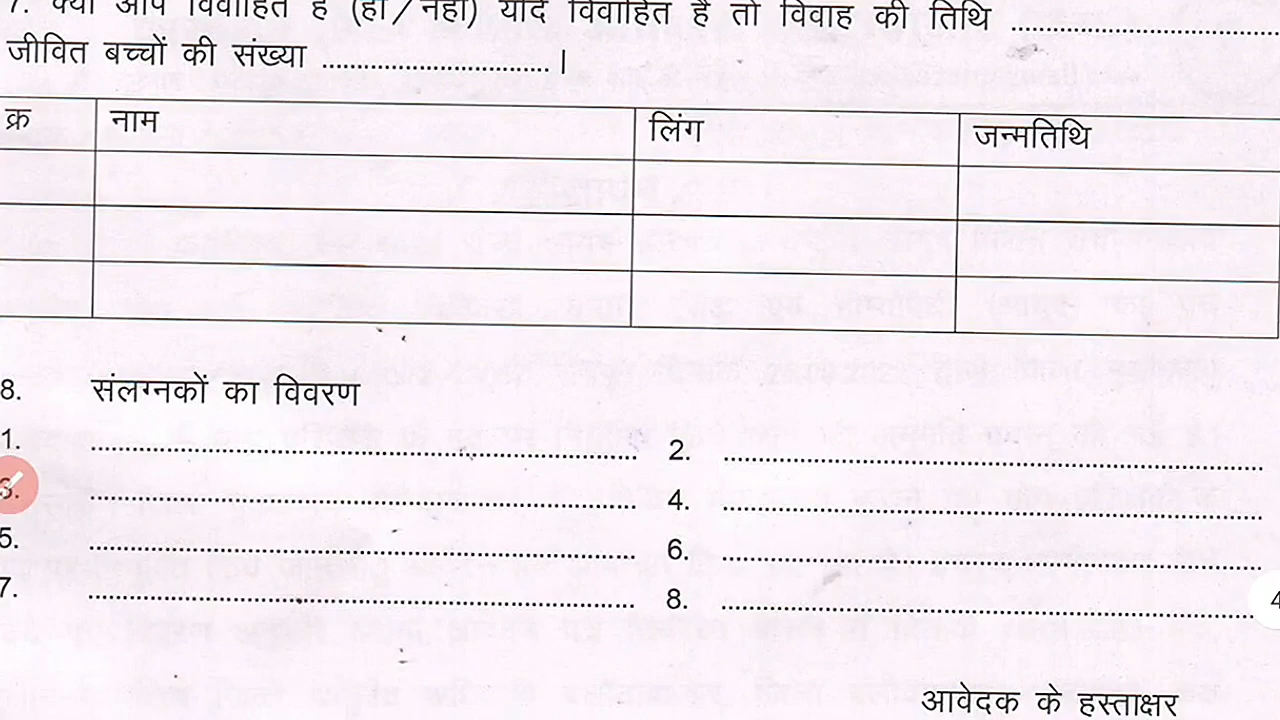 7. क्या आप विवाहित हैं (हाँ/नहीं) यदि विवाहित हैं तो विवाह की तिथि ............
जीवित बच्चों की संख्या ..............................।
क्र नाम लिंग जन्मतिथि
8. संलग्नकों का विवरण
1. .............................. 2. ..............................
3. .............................. 4. ..............................
5. .............................. 6. ..............................
7. .............................. 8. ..............................
4
आवेदक के हस्ताक्षर